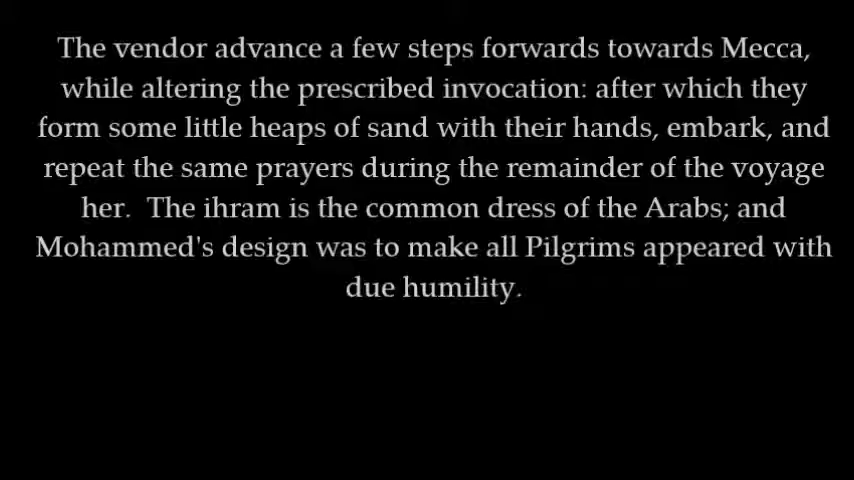 The vendor advance a few steps forwards towards Mecca,
while altering the prescribed invocation: after which they
form some little heaps of sand with their hands, embark, and
repeat the same prayers during the remainder of the voyage
her.  The ihram is the common dress of the Arabs; and
Mohammed's design was to make all Pilgrims appeared with
due humility.